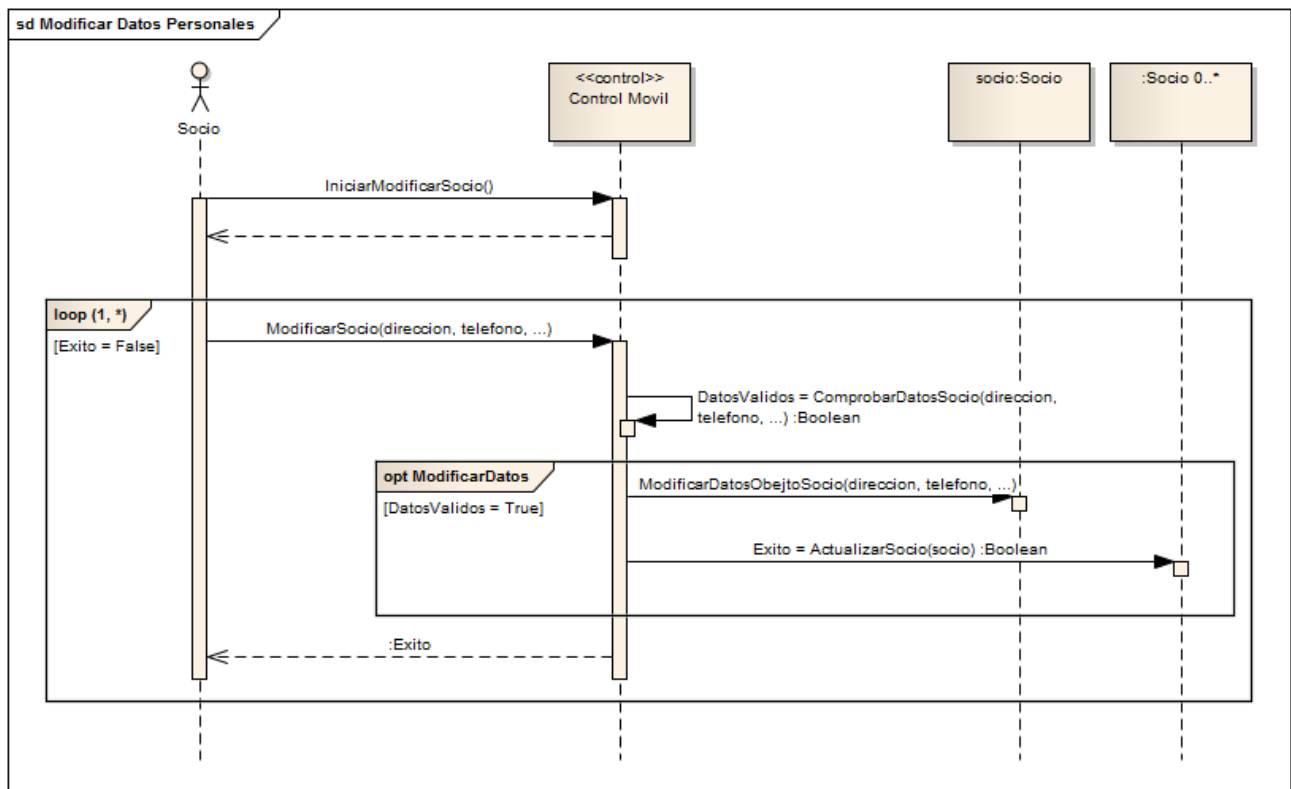 sd Modificar Datos Personales
<<control>>
Control Movil
socio:Socio
:Socio 0..*
Socio
IniciarModificarSocio()
loop (1, *)
[Exito = False]
ModificarSocio(direccion, telefono, ...)
DatosValidos = ComprobarDatosSocio(direccion,
telefono, ...) :Boolean
opt ModificarDatos
[DatosValidos = True]
ModificarDatosObejtoSocio(direccion, telefono, ...)
Exito = ActualizarSocio(socio) :Boolean
:Exito